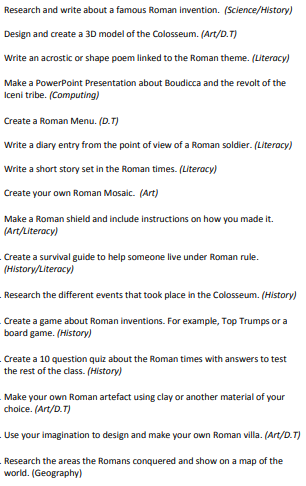 Research and write about a famous Roman invention. (Science/History)
Design and create a 3D model of the Colosseum. (Art/D.T)
Write an acrostic or shape poem linked to the Roman theme. (Literacy)
Make a PowerPoint Presentation about Boudicca and the revolt of the
Iceni tribe. (Computing)
Create a Roman Menu. (D.T)
Write a diary entry from the point of view of a Roman soldier. (Literacy)
Write a short story set in the Roman times. (Literacy)
Create your own Roman Mosaic. (Art)
Make a Roman shield and include instructions on how you made it.
(Art/Literacy)
. Create a survival guide to help someone live under Roman rule.
(History/Literacy)
. Research the different events that took place in the Colosseum. (History)
. Create a game about Roman inventions. For example, Top Trumps or a
board game. (History)
. Create a 10 question quiz about the Roman times with answers to test
the rest of the class. (History)
. Make your own Roman artefact using clay or another material of your
choice. (Art/D.T)
. Use your imagination to design and make your own Roman villa. (Art/D.T)
. Research the areas the Romans conquered and show on a map of the
world. (Geography)